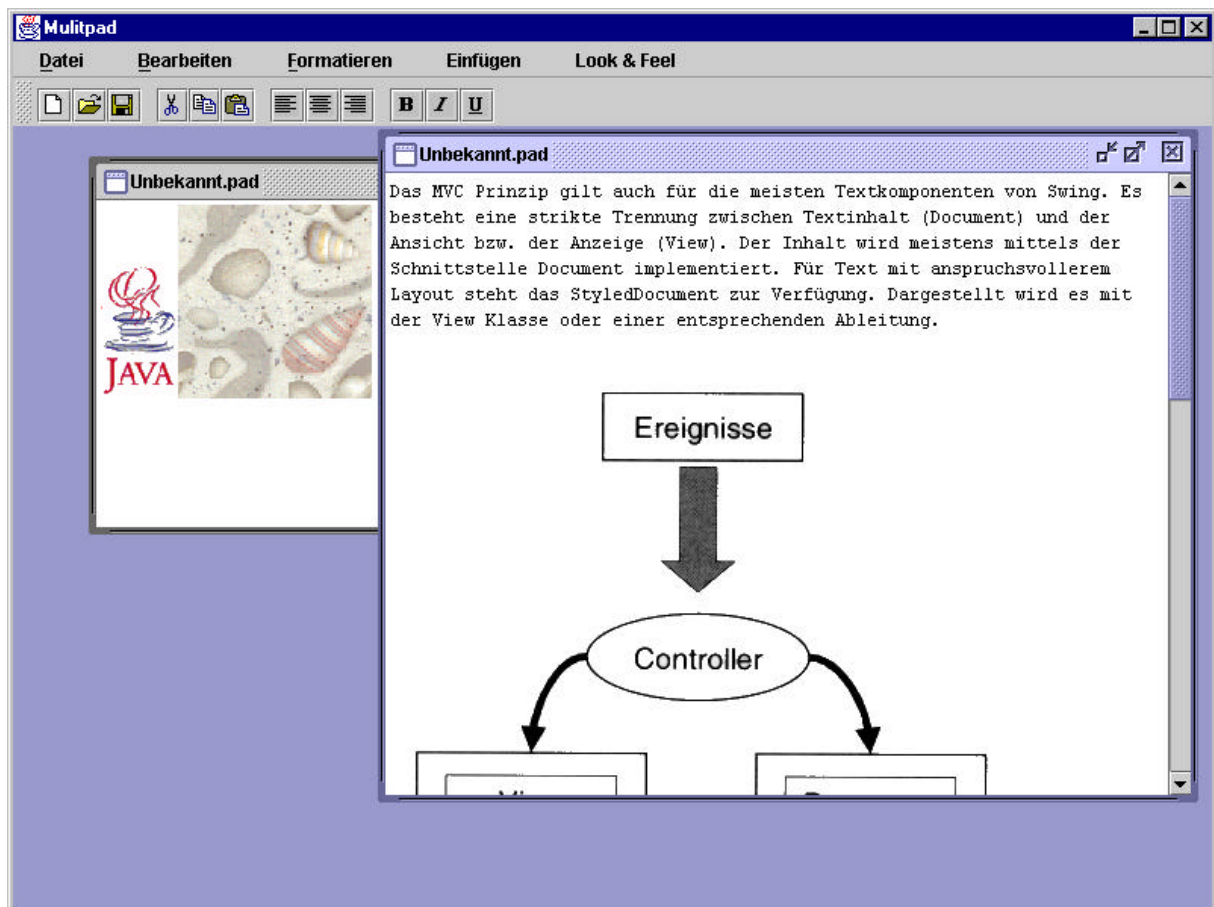 Mulitpad
Datei Bearbeiten Formatieren Einfügen Look & Feel
B I U
Unbekannt.pad
JAVA
Unbekannt.pad
Das MVC Prinzip gilt auch für die meisten Textkomponenten von Swing. Es
besteht eine strikte Trennung zwischen Textinhalt (Document) und der
Ansicht bzw. der Anzeige (View). Der Inhalt wird meistens mittels der
Schnittstelle Document implementiert. Für Text mit anspruchsvollerem
Layout steht das StyledDocument zur Verfügung. Dargestellt wird es mit
der View Klasse oder einer entsprechenden Ableitung.
Ereignisse
Controller